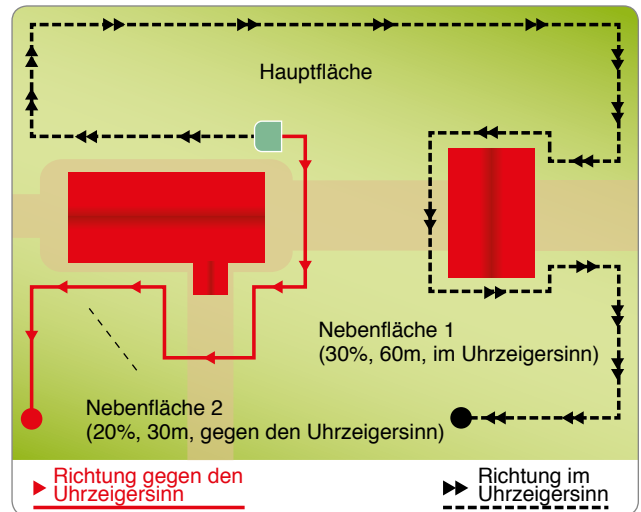 Hauptfläche
Nebenfläche 1
(30%, 60m, im Uhrzeigersinn)
Nebenfläche 2
(20%, 30m, gegen den Uhrzeigersinn)
Richtung gegen den
Uhrzeigersinn
Richtung im
Uhrzeigersinn